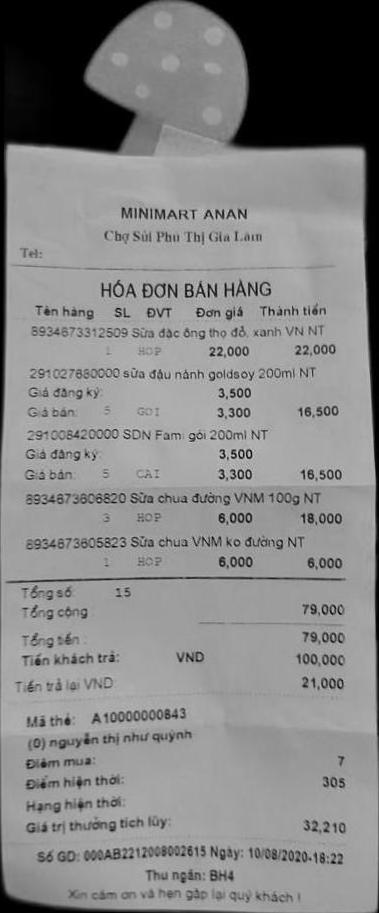 MINIMART ANAN
Chợ Sủi Phú Thị Gia Lâm
Tel:
HÓA ĐƠN BÁN HÀNG
Tên hàng SL ĐVT Đơn giá Thành tiền
8934673312509 Sữa đặc ông thọ đỏ, xanh VN NT
1 HOP 22,000 22,000
291027680000 sữa đậu nành goldsoy 200ml NT
Giá đăng ký: 3,500
Giá bán: 5 GOI 3,300 16,500
291008420000 SDN Fami gói 200ml NT
Giá đăng ký: 3,500
Giá bán: 5 CAI 3,300 16,500
8934673606820 Sữa chua đường VNM 100g NT
3 HOP 6,000 18,000
8934673605823 Sữa chua VNM ko đường NT
1 HOP 6,000 6,000
Tổng số: 15
Tổng cộng : 79,000
Tổng tiền : 79,000
Tiền khách trả: VND 100,000
Tiền trả lại VND: 21,000
Mã thẻ: A10000000843
(0) nguyễn thị như quỳnh
Điểm mua: 7
Điểm hiện thời: 305
Hạng hiện thời:
Giá trị thưởng tích lũy: 32,210
Số GD: 000AB2212008002615 Ngày: 10/08/2020-18:22
Thu ngân: BH4
Xin cảm ơn và hẹn gặp lại quý khách !